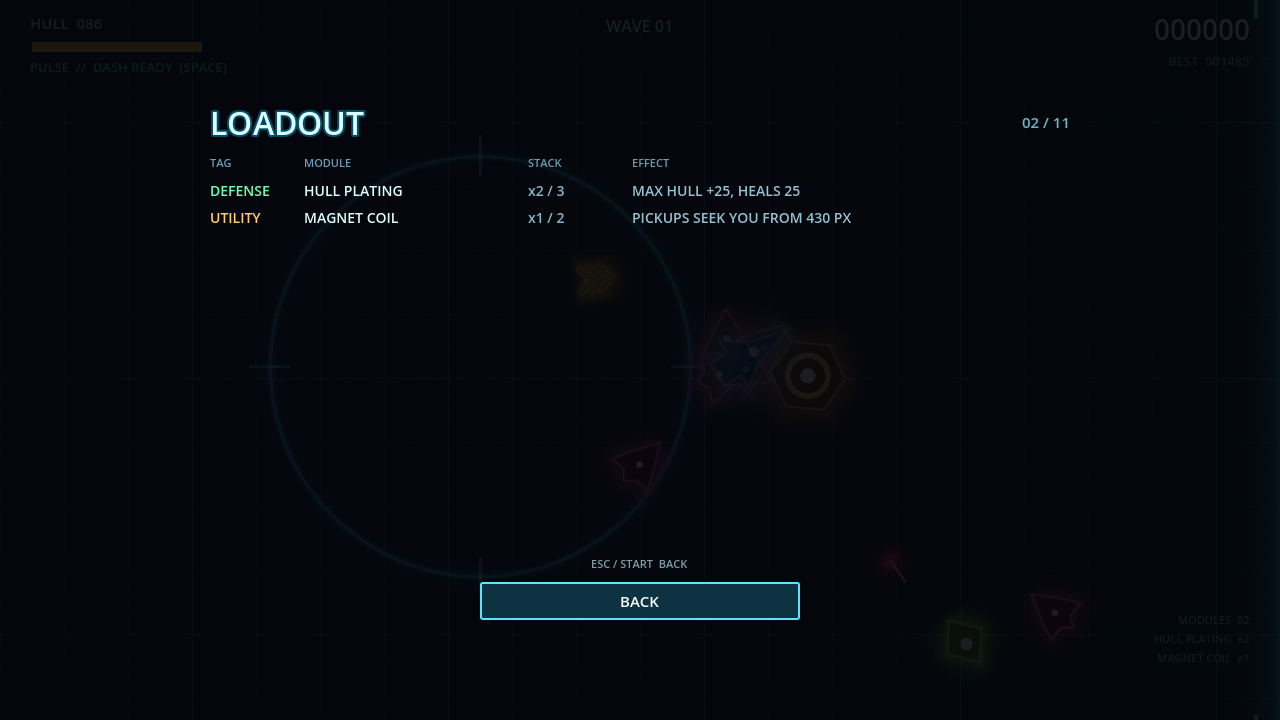 HULL 086
WAVE 01
000000
PULSE // DASH READY [SPACE]
BEST 001485
LOADOUT
02 / 11
TAG MODULE STACK EFFECT
DEFENSE HULL PLATING x2 / 3 MAX HULL +25, HEALS 25
UTILITY MAGNET COIL x1 / 2 PICKUPS SEEK YOU FROM 430 PX
ESC / START BACK
BACK
MODULES 02
HULL PLATING x2
MAGNET COIL x1